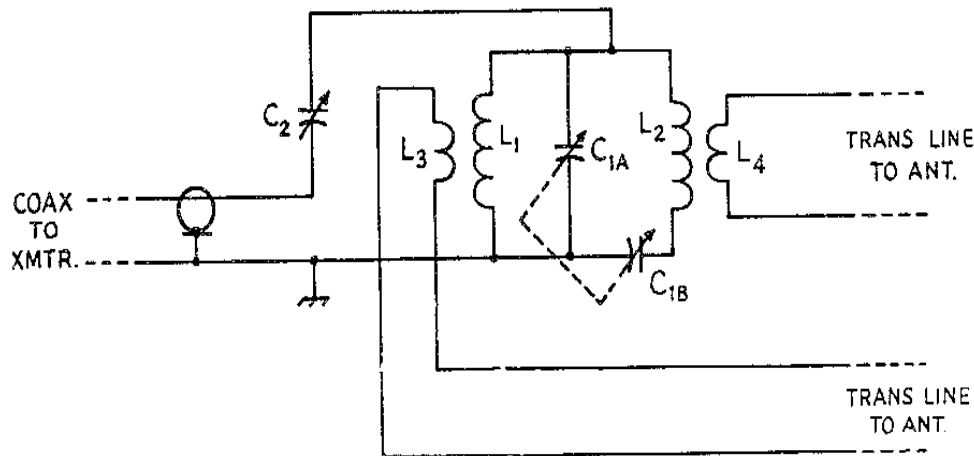 C2
L3
L1
C1A
L2
L4
TRANS LINE
TO ANT.
COAX
TO
XMTR.
C1B
TRANS LINE
TO ANT.